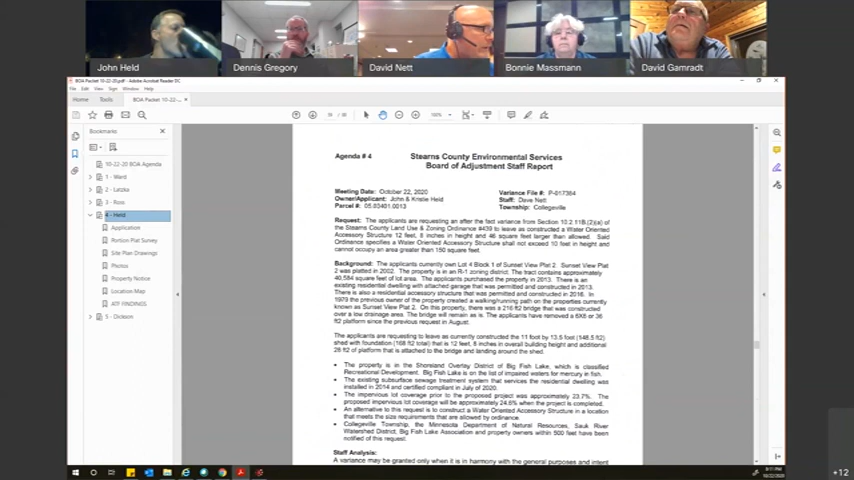 John Held
Dennis Gregory
David Nett
Bonnie Massmann
David Gamradt
BOA Packet 10-22-20.pdf - Adobe Acrobat Reader DC
File Edit View Sign Window Help
Home Tools BOA Packet 10-22-...
Bookmarks
10-22-20 BOA Agenda
1 - Ward
2 - Latzka
3 - Ross
4 - Held
Application
Portion Plat Survey
Site Plan Drawings
Photos
Property Notice
Location Map
ATF FINDINGS
5 - Dickson
Agenda # 4
Stearns County Environmental Services
Board of Adjustment Staff Report
Meeting Date: October 22, 2020
Owner/Applicant: John & Kristie Held
Parcel #: 05.03401.0013
Variance File #: P-017364
Staff: Dave Nett
Township: Collegeville
Request: The applicants are requesting an after the fact variance from Section 10.2.11B.(2)(a) of
the Stearns County Land Use & Zoning Ordinance #439 to leave as constructed a Water Oriented
Accessory Structure 12 feet, 8 inches in height and 46 square feet larger than allowed. Said
Ordinance specifies a Water Oriented Accessory Structure shall not exceed 10 feet in height and
cannot occupy an area greater than 150 square feet.
Background: The applicants currently own Lot 4 Block 1 of Sunset View Plat 2. Sunset View Plat
2 was platted in 2002. The property is in an R-1 zoning district. The tract contains approximately
40,584 square feet of lot area. The applicants purchased the property in 2013. There is an
existing residential dwelling with attached garage that was permitted and constructed in 2013.
There is also a residential accessory structure that was permitted and constructed in 2016. In
1979 the previous owner of the property created a walking/running path on the properties currently
known as Sunset View Plat 2. On this property, there was a 216 ft2 bridge that was constructed
over a low drainage area. The bridge will remain as is. The applicants have removed a 6X6 or 36
ft2 platform since the previous request in August.
The applicants are requesting to leave as currently constructed the 11 foot by 13.5 foot (148.5 ft2)
shed with foundation (168 ft2 total) that is 12 feet, 8 inches in overall building height and additional
28 ft2 of platform that is attached to the bridge and landing around the shed.
• The property is in the Shoreland Overlay District of Big Fish Lake, which is classified
Recreational Development. Big Fish Lake is on the list of impaired waters for mercury in fish.
• The existing subsurface sewage treatment system that services the residential dwelling was
installed in 2014 and certified compliant in July of 2020.
• The impervious lot coverage prior to the proposed project was approximately 23.7%. The
proposed impervious lot coverage will be approximately 24.6% when the project is completed.
• An alternative to this request is to construct a Water Oriented Accessory Structure in a location
that meets the size requirements that are allowed by ordinance.
• Collegeville Township, the Minnesota Department of Natural Resources, Sauk River
Watershed District, Big Fish Lake Association and property owners within 500 feet have been
notified of this request.
Staff Analysis:
A variance may be granted only when it is in harmony with the general purposes and intent
8:11 PM
10/22/2020
+12